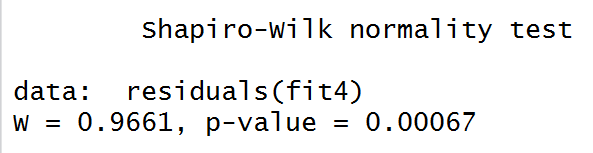 Shapiro-Wilk normality test
data:  residuals(fit4)
W = 0.9661, p-value = 0.00067